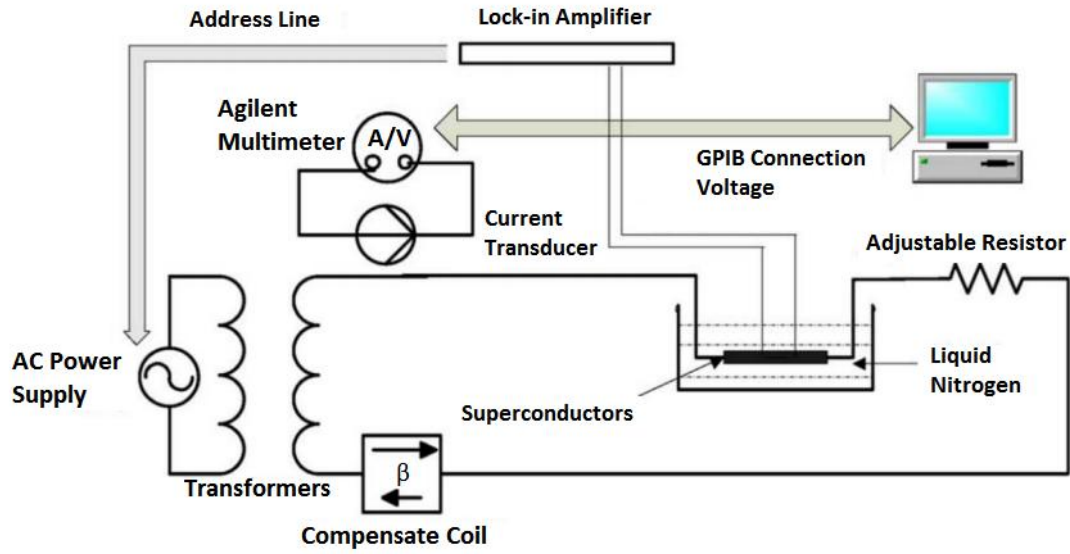 Address Line
Lock-in Amplifier
Agilent
Multimeter
A/V
GPIB Connection
Voltage
Current
Transducer
Adjustable Resistor
AC Power
Supply
Liquid
Nitrogen
Superconductors
β
Transformers
Compensate Coil